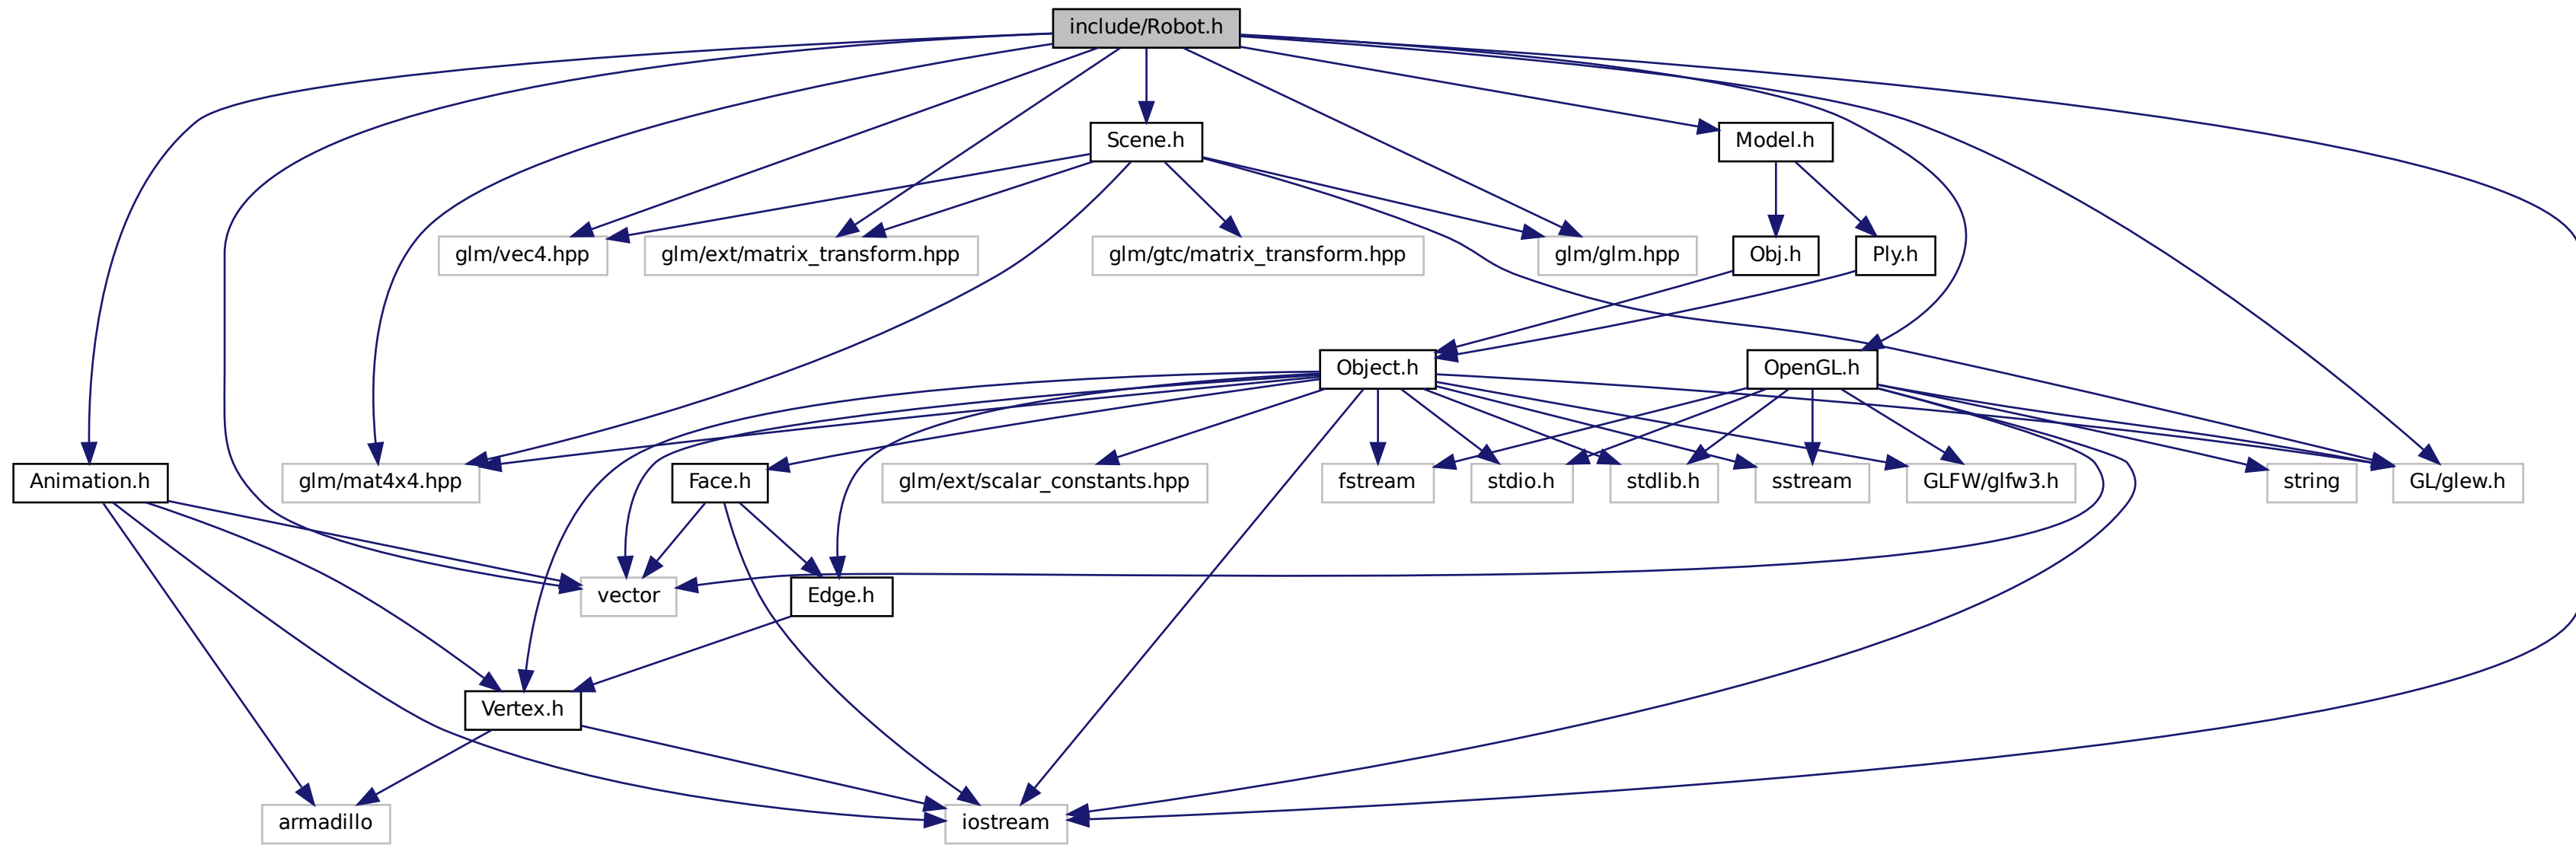 include/Robot.h
Scene.h
Model.h
glm/vec4.hpp
glm/ext/matrix_transform.hpp
glm/gtc/matrix_transform.hpp
glm/glm.hpp
Obj.h
Ply.h
Object.h
OpenGL.h
Animation.h
glm/mat4x4.hpp
Face.h
glm/ext/scalar_constants.hpp
fstream
stdio.h
stdlib.h
sstream
GLFW/glfw3.h
string
GL/glew.h
vector
Edge.h
Vertex.h
armadillo
iostream